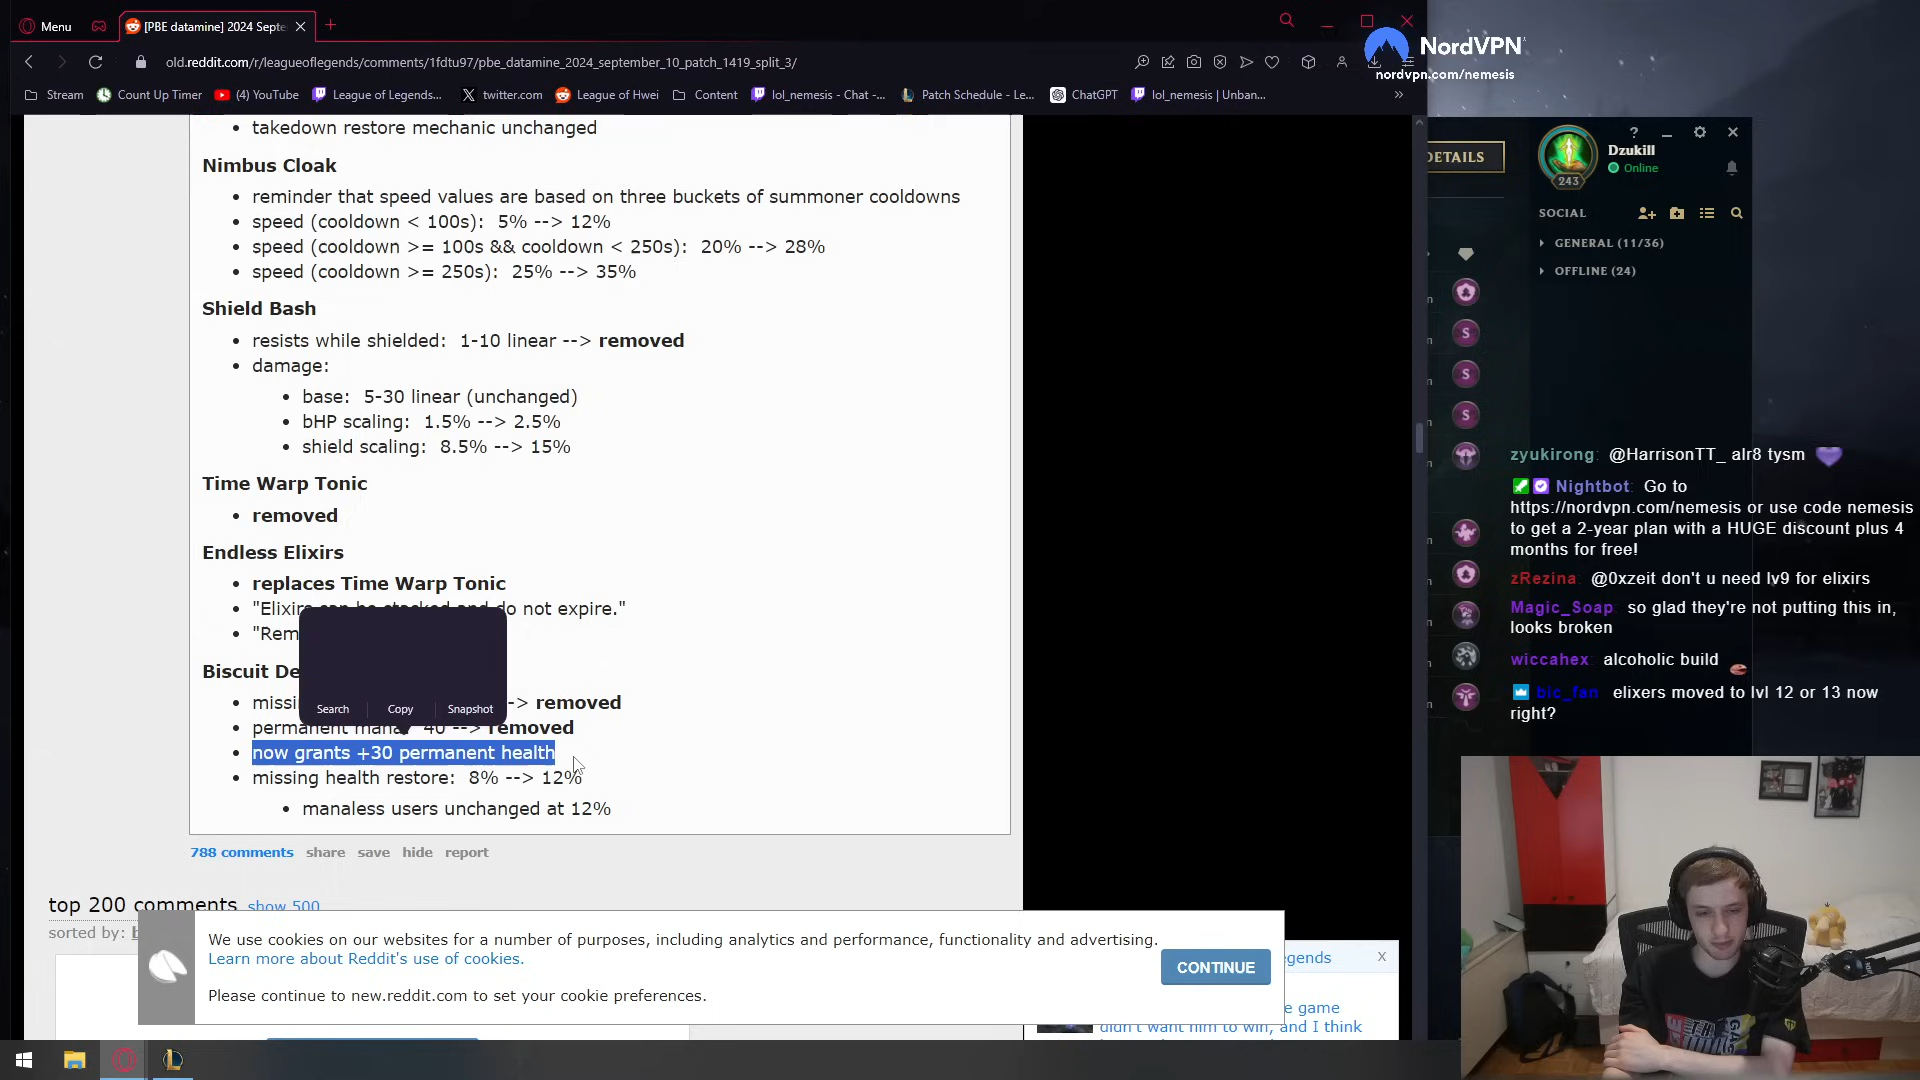 Menu
[PBE datamine] 2024 Septe
old.reddit.com/r/leagueoflegends/comments/1fdtu97/pbe_datamine_2024_september_10_patch_1419_split_3/
Stream
Count Up Timer
(4) YouTube
League of Legends...
twitter.com
League of Hwei
Content
lol_nemesis - Chat -...
Patch Schedule - Le...
ChatGPT
lol_nemesis | Unban...
»
NordVPN
nordvpn.com/nemesis
takedown restore mechanic unchanged
Nimbus Cloak
reminder that speed values are based on three buckets of summoner cooldowns
speed (cooldown < 100s): 5% --> 12%
speed (cooldown >= 100s && cooldown < 250s): 20% --> 28%
speed (cooldown >= 250s): 25% --> 35%
Shield Bash
resists while shielded: 1-10 linear --> removed
damage:
base: 5-30 linear (unchanged)
bHP scaling: 1.5% --> 2.5%
shield scaling: 8.5% --> 15%
Time Warp Tonic
removed
Endless Elixirs
replaces Time Warp Tonic
"Elixirs can be stacked and do not expire."
"Rem
Biscuit De
missi --> removed
permanent mana: 40 --> removed
now grants +30 permanent health
missing health restore: 8% --> 12%
manaless users unchanged at 12%
Search
Copy
Snapshot
788 comments share save hide report
top 200 comments show 500
sorted by: b
We use cookies on our websites for a number of purposes, including analytics and performance, functionality and advertising.
Learn more about Reddit's use of cookies.
Please continue to new.reddit.com to set your cookie preferences.
CONTINUE
egends
X
e game
didn't want him to win, and I think
DETAILS
243
Dzukill
Online
?
SOCIAL
GENERAL (11/36)
OFFLINE (24)
S
S
S
zyukirong: @HarrisonTT_ alr8 tysm
Nightbot: Go to
https://nordvpn.com/nemesis or use code nemesis
to get a 2-year plan with a HUGE discount plus 4
months for free!
zRezina: @0xzeit don't u need lv9 for elixirs
Magic_Soap: so glad they're not putting this in,
looks broken
wiccahex: alcoholic build
bic_fan: elixers moved to lvl 12 or 13 now
right?